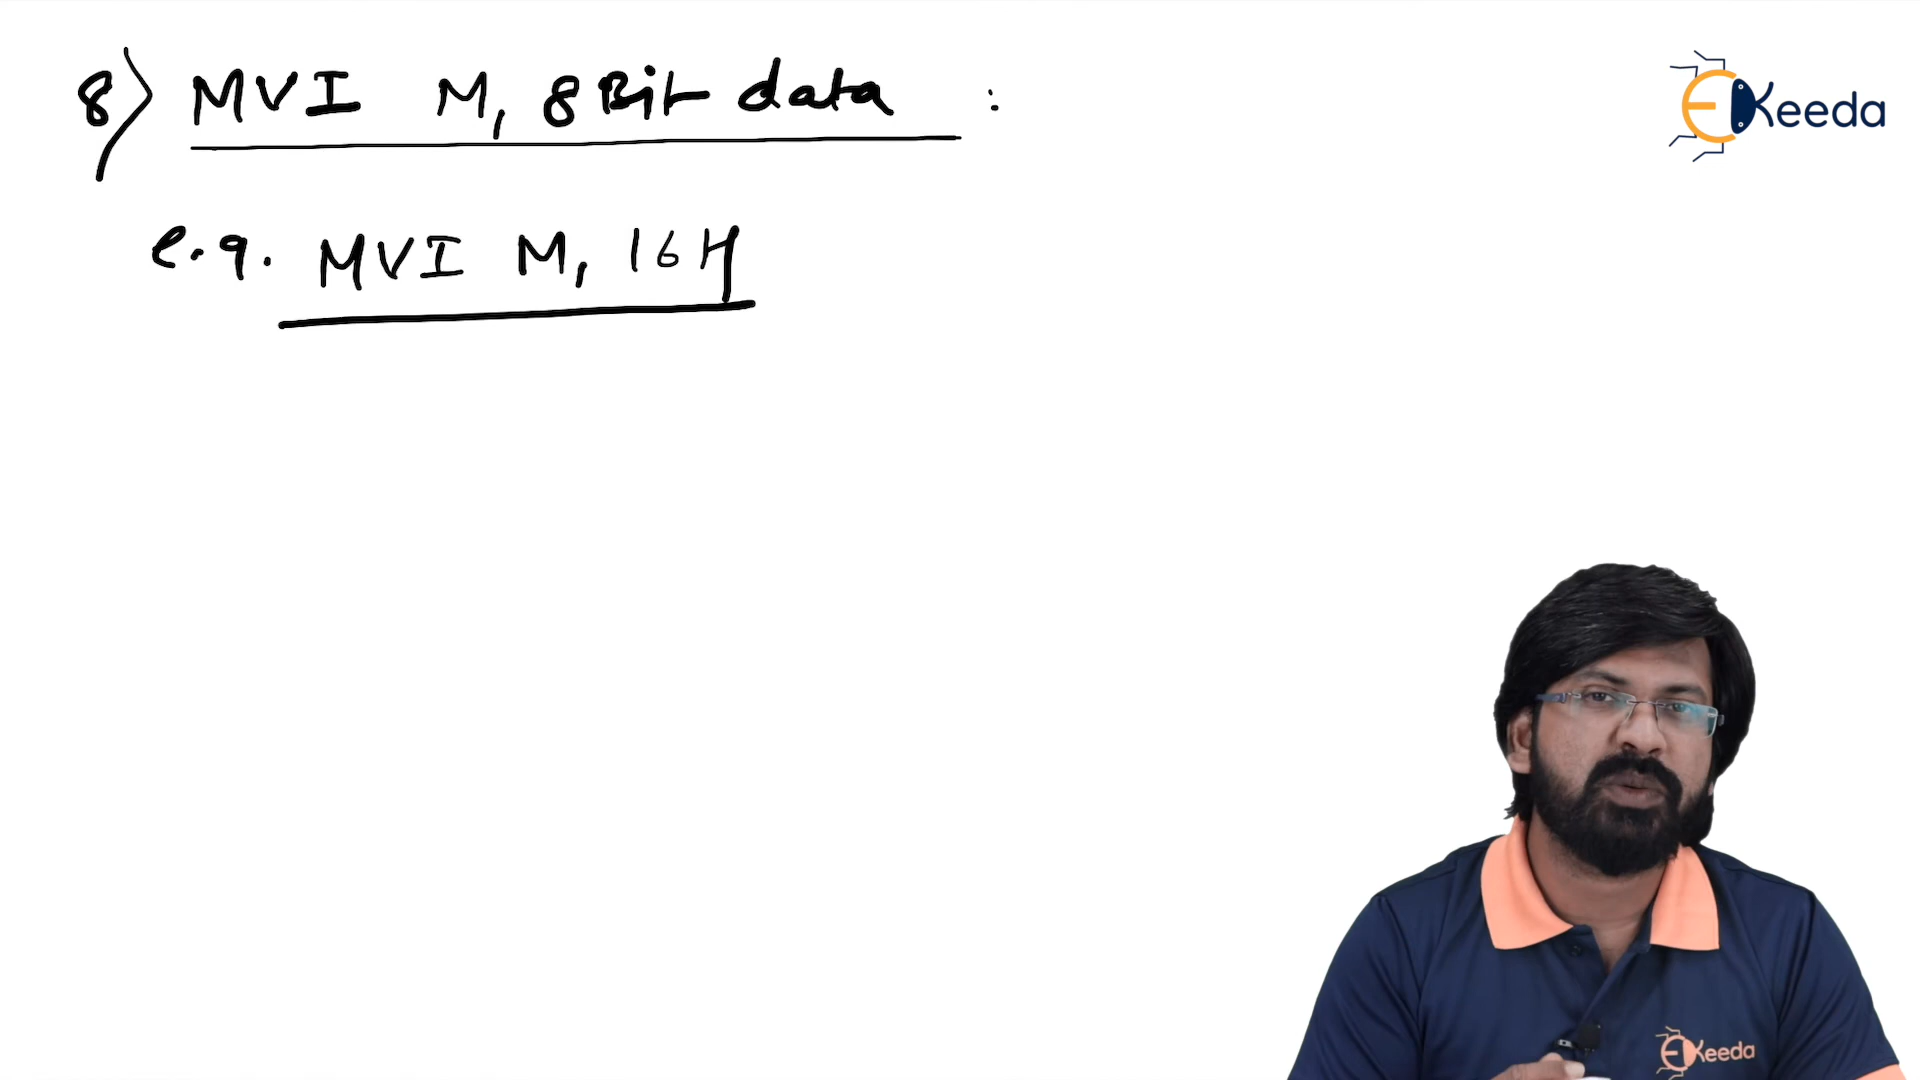 8) MVI M, 8 Bit data :
EKeeda
e.g. MVI M, 16H
EKeeda